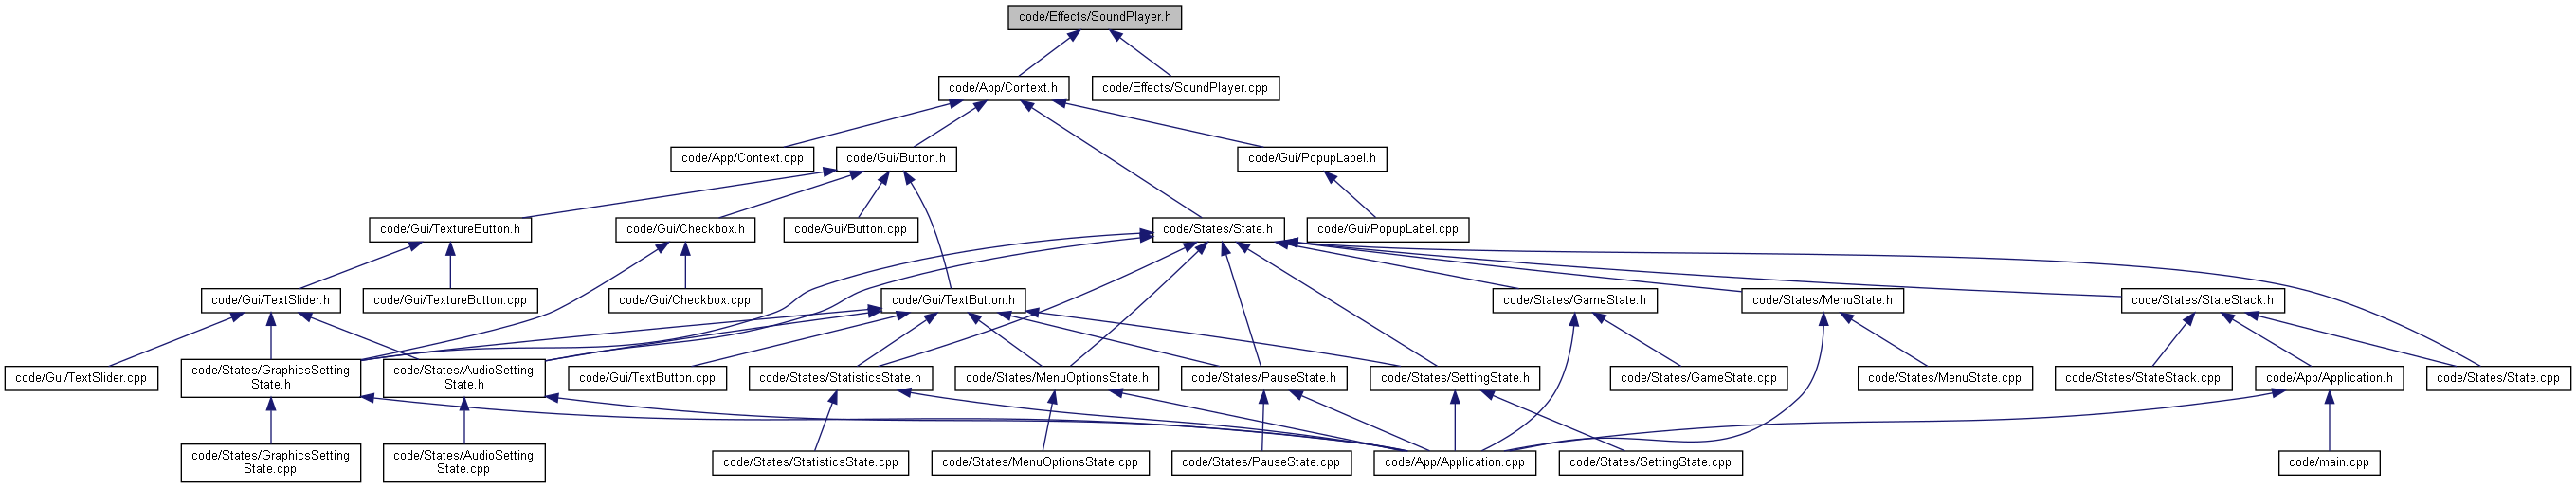 code/Effects/SoundPlayer.h
code/App/Context.h
code/Effects/SoundPlayer.cpp
code/App/Context.cpp
code/Gui/Button.h
code/Gui/PopupLabel.h
code/Gui/TextureButton.h
code/Gui/Checkbox.h
code/Gui/Button.cpp
code/States/State.h
code/Gui/PopupLabel.cpp
code/Gui/TextSlider.h
code/Gui/TextureButton.cpp
code/Gui/Checkbox.cpp
code/Gui/TextButton.h
code/States/GameState.h
code/States/MenuState.h
code/States/StateStack.h
code/Gui/TextSlider.cpp
code/States/GraphicsSetting
State.h
code/States/AudioSetting
State.h
code/Gui/TextButton.cpp
code/States/StatisticsState.h
code/States/MenuOptionsState.h
code/States/PauseState.h
code/States/SettingState.h
code/States/GameState.cpp
code/States/MenuState.cpp
code/States/StateStack.cpp
code/App/Application.h
code/States/State.cpp
code/States/GraphicsSetting
State.cpp
code/States/AudioSetting
State.cpp
code/States/StatisticsState.cpp
code/States/MenuOptionsState.cpp
code/States/PauseState.cpp
code/App/Application.cpp
code/States/SettingState.cpp
code/main.cpp